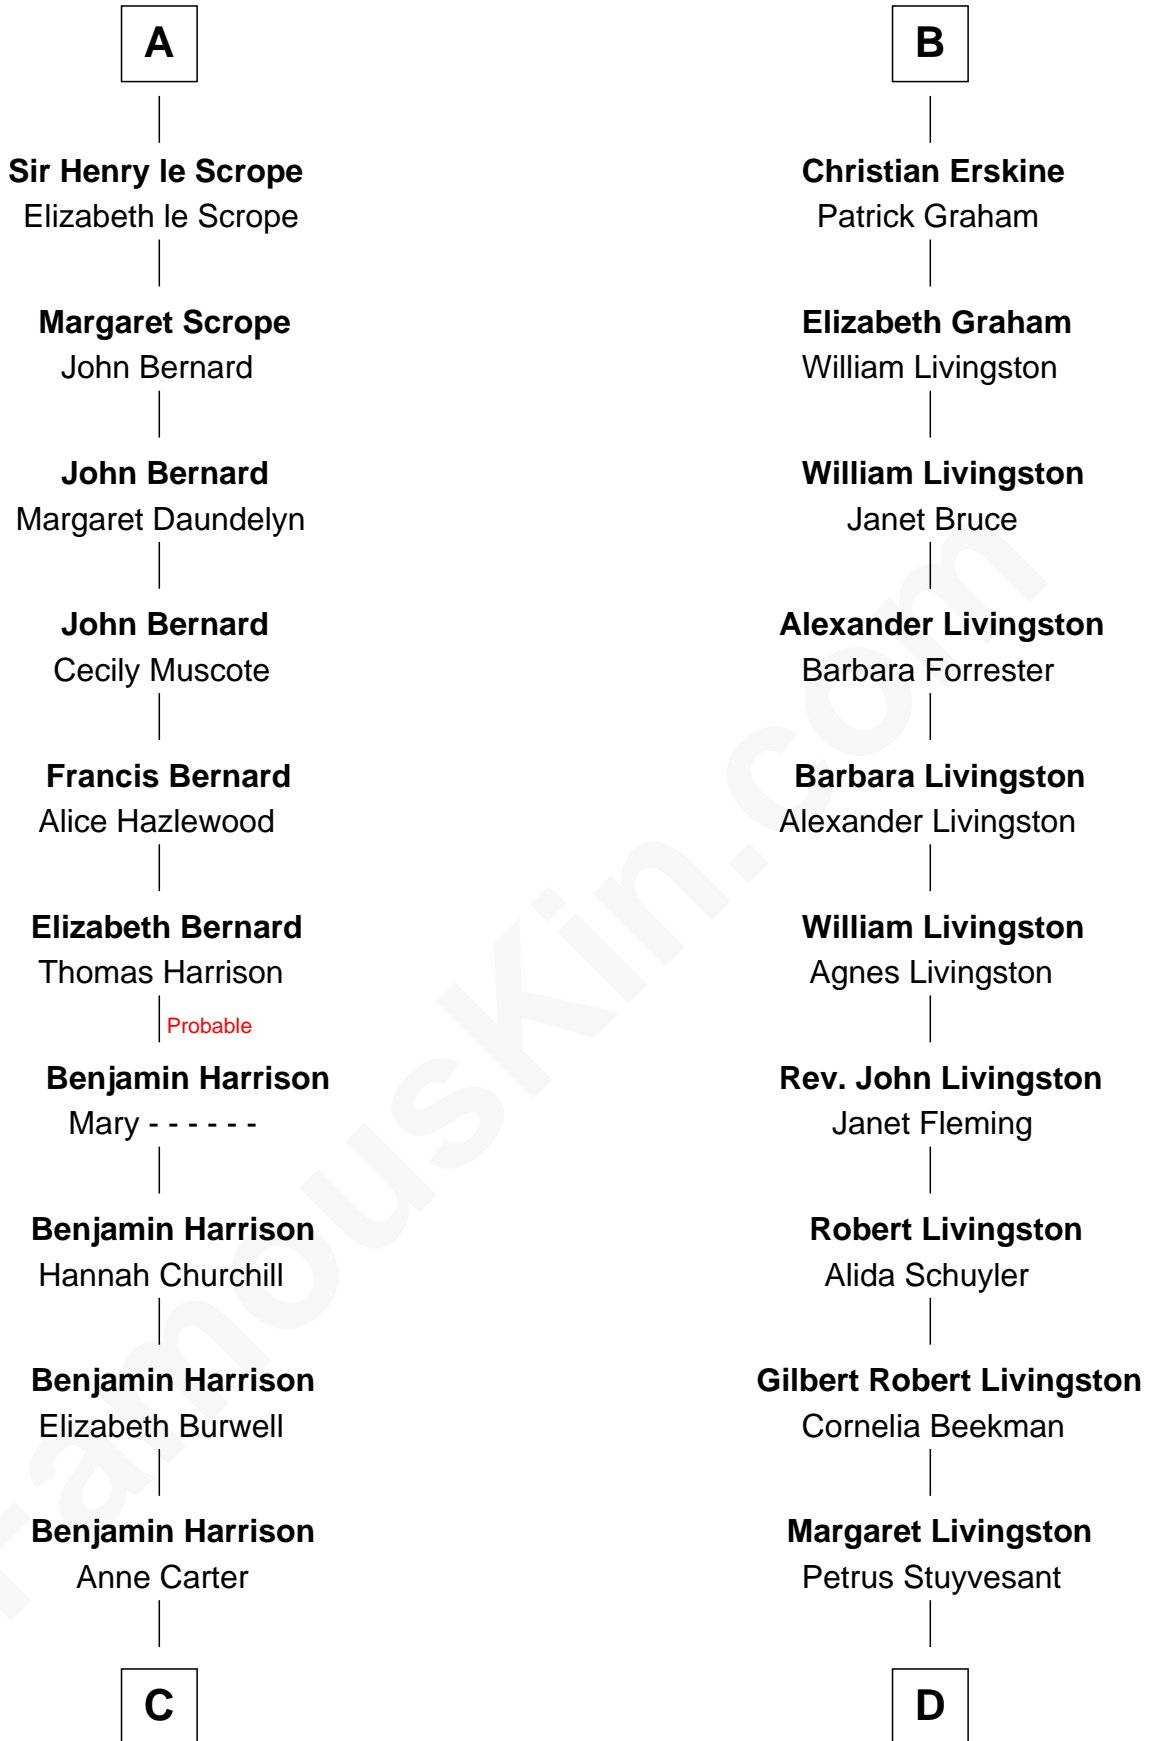 A
Sir Henry le Scrope
Elizabeth le Scrope
Margaret Scrope
John Bernard
John Bernard
Margaret Daundelyn
John Bernard
Cecily Muscote
Francis Bernard
Alice Hazlewood
Elizabeth Bernard
Thomas Harrison
Probable
Benjamin Harrison
Mary - - - - - -
Benjamin Harrison
Hannah Churchill
Benjamin Harrison
Elizabeth Burwell
Benjamin Harrison
Anne Carter
C
B
Christian Erskine
Patrick Graham
Elizabeth Graham
William Livingston
William Livingston
Janet Bruce
Alexander Livingston
Barbara Forrester
Barbara Livingston
Alexander Livingston
William Livingston
Agnes Livingston
Rev. John Livingston
Janet Fleming
Robert Livingston
Alida Schuyler
Gilbert Robert Livingston
Cornelia Beekman
Margaret Livingston
Petrus Stuyvesant
D
FamousKin.com